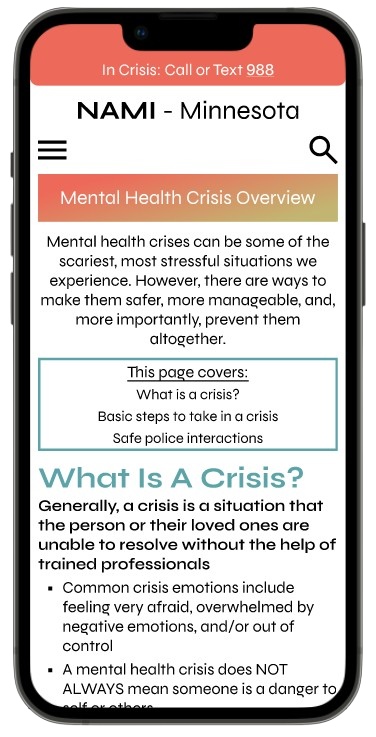 In Crisis: Call or Text 988
NAMI - Minnesota
Mental Health Crisis Overview
Mental health crises can be some of the
scariest, most stressful situations we
experience. However, there are ways to
make them safer, more manageable, and,
more importantly, prevent them
altogether.
This page covers:
What is a crisis?
Basic steps to take in a crisis
Safe police interactions
What Is A Crisis?
Generally, a crisis is a situation that
the person or their loved ones are
unable to resolve without the help of
trained professionals
▪ Common crisis emotions include
feeling very afraid, overwhelmed by
negative emotions, and/or out of
control
▪ A mental health crisis does NOT
ALWAYS mean someone is a danger to
self or others